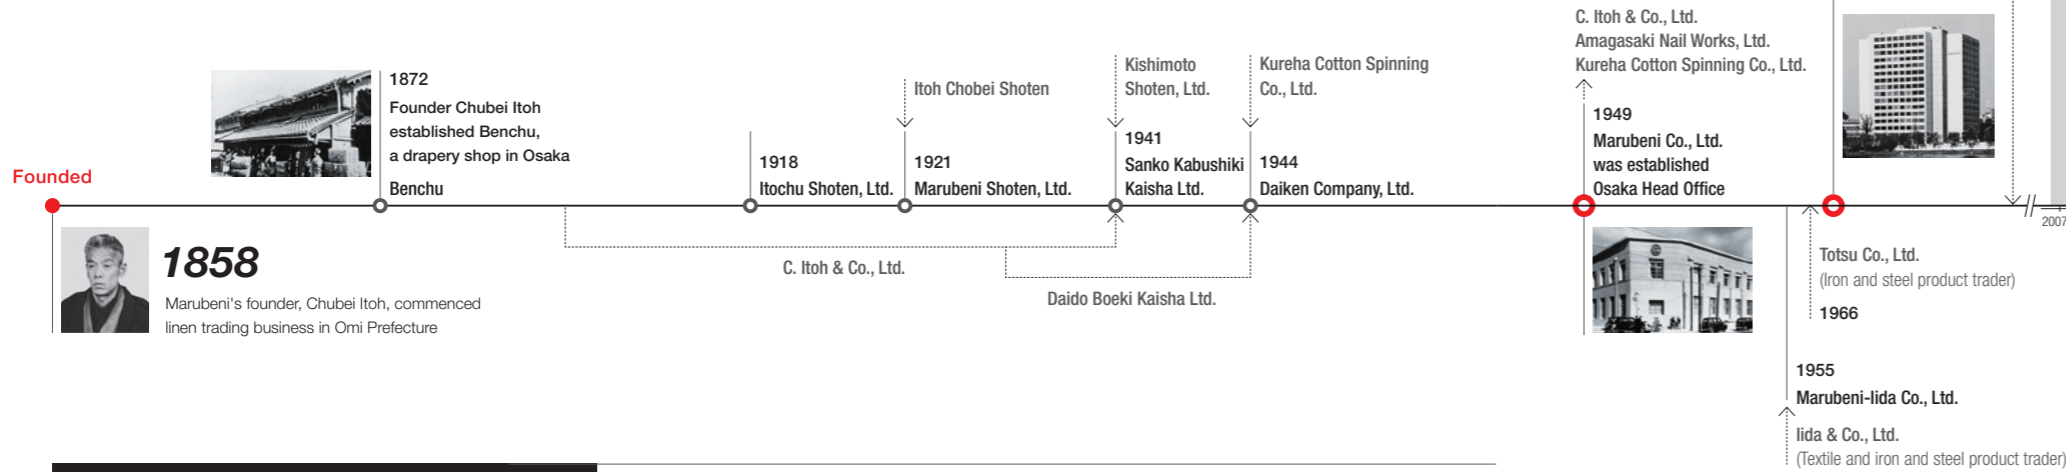 Founded
1858
Marubeni's founder, Chubei Itoh, commenced
linen trading business in Omi Prefecture
1872
Founder Chubei Itoh
established Benchu,
a drapery shop in Osaka
Benchu
1918
Itochu Shoten, Ltd.
Itoh Chobei Shoten
1921
Marubeni Shoten, Ltd.
C. Itoh & Co., Ltd.
Kishimoto
Shoten, Ltd.
1941
Sanko Kabushiki
Kaisha Ltd.
Daido Boeki Kaisha Ltd.
Kureha Cotton Spinning
Co., Ltd.
1944
Daiken Company, Ltd.
C. Itoh & Co., Ltd.
Amagasaki Nail Works, Ltd.
Kureha Cotton Spinning Co., Ltd.
1949
Marubeni Co., Ltd.
was established
Osaka Head Office
1955
Marubeni-Iida Co., Ltd.
Iida & Co., Ltd.
(Textile and iron and steel product trader)
Totsu Co., Ltd.
(Iron and steel product trader)
1966
2007